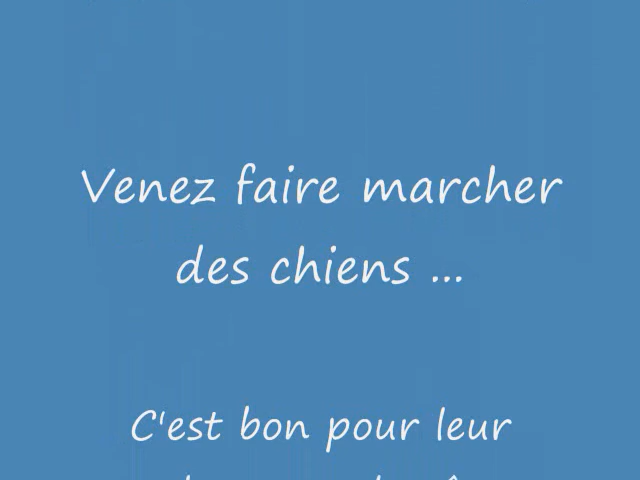 Venez faire marcher
des chiens ...
C'est bon pour leur